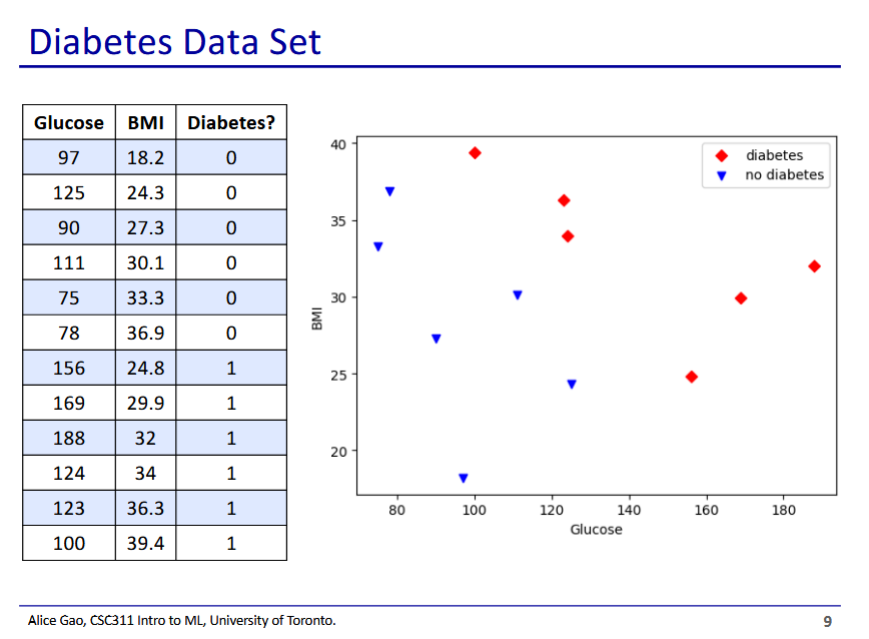 Diabetes Data Set
Glucose BMI Diabetes?
97 18.2 0
125 24.3 0
90 27.3 0
111 30.1 0
75 33.3 0
78 36.9 0
156 24.8 1
169 29.9 1
188 32 1
124 34 1
123 36.3 1
100 39.4 1
diabetes
no diabetes
40
35
30
25
20
BMI
80 100 120 140 160 180
Glucose
Alice Gao, CSC311 Intro to ML, University of Toronto.
9